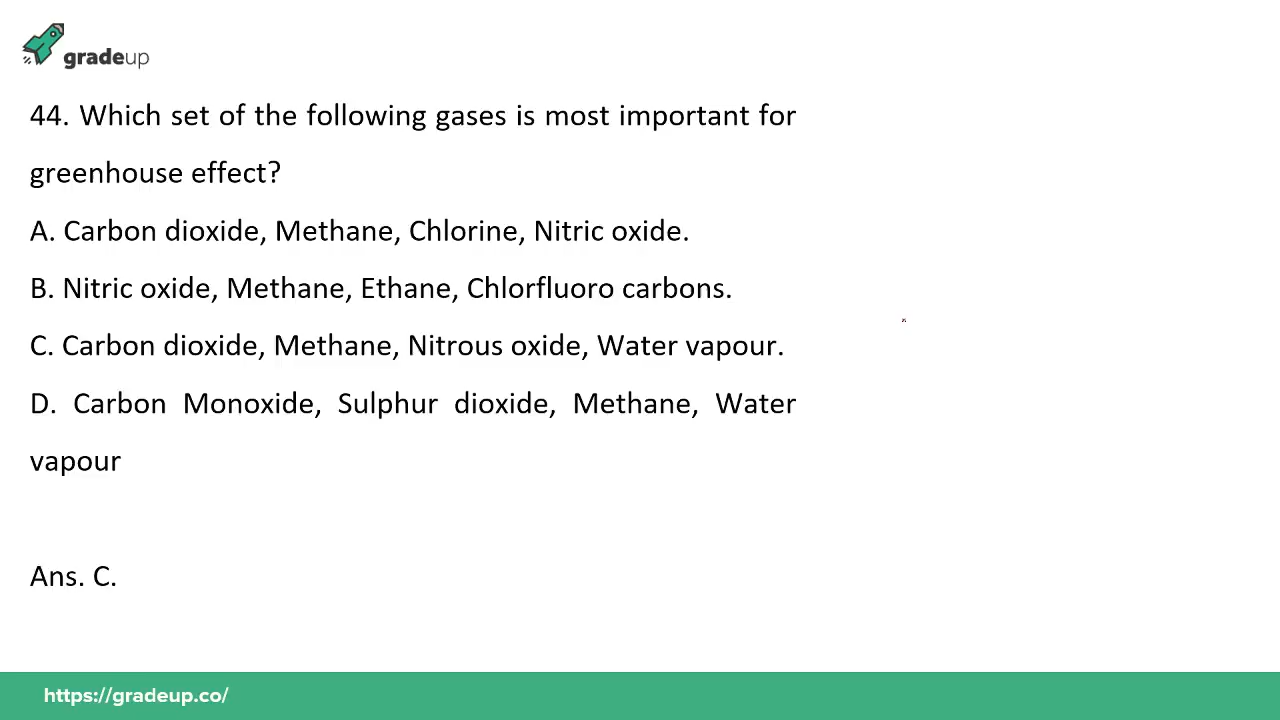 gradeup
44. Which set of the following gases is most important for
greenhouse effect?
A. Carbon dioxide, Methane, Chlorine, Nitric oxide.
B. Nitric oxide, Methane, Ethane, Chlorfluoro carbons.
C. Carbon dioxide, Methane, Nitrous oxide, Water vapour.
D. Carbon Monoxide, Sulphur dioxide, Methane, Water
vapour
Ans. C.
https://gradeup.co/